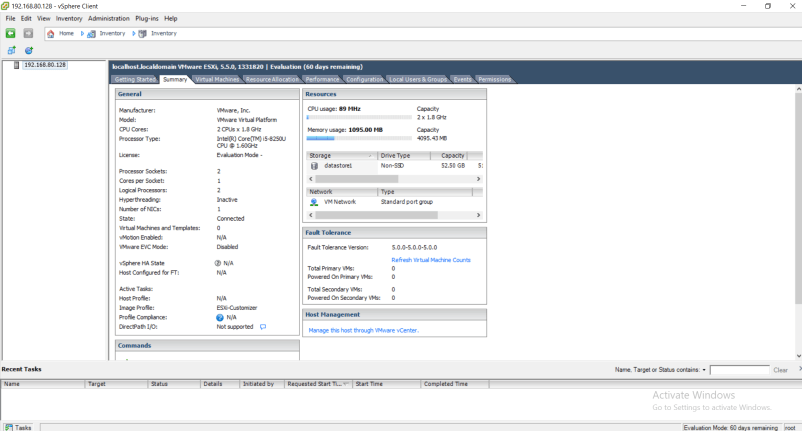 192.168.80.128 - vSphere Client
File Edit View Inventory Administration Plug-ins Help
Home Inventory Inventory
192.168.80.128
localhost.localdomain VMware ESXi, 5.5.0, 1331820 | Evaluation (60 days remaining)
Getting Started Summary Virtual Machines Resource Allocation Performance Configuration Local Users & Groups Events Permissions
General
Manufacturer: VMware, Inc.
Model: VMware Virtual Platform
CPU Cores: 2 CPUs x 1.8 GHz
Processor Type: Intel(R) Core(TM) i5-8250U
CPU @ 1.60GHz
License: Evaluation Mode -
Processor Sockets: 2
Cores per Socket: 1
Logical Processors: 2
Hyperthreading: Inactive
Number of NICs: 1
State: Connected
Virtual Machines and Templates: 0
vMotion Enabled: N/A
VMware EVC Mode: Disabled
vSphere HA State N/A
Host Configured for FT: N/A
Active Tasks:
Host Profile: N/A
Image Profile: ESXi-Customizer
Profile Compliance: N/A
DirectPath I/O: Not supported
Commands
Resources
CPU usage: 89 MHz Capacity
2 x 1.8 GHz
Memory usage: 1095.00 MB Capacity
4095.43 MB
Storage Drive Type Capacity
datastore1 Non-SSD 52.50 GB 5:
Network Type
VM Network Standard port group
Fault Tolerance
Fault Tolerance Version: 5.0.0-5.0.0-5.0.0
Refresh Virtual Machine Counts
Total Primary VMs: 0
Powered On Primary VMs: 0
Total Secondary VMs: 0
Powered On Secondary VMs: 0
Host Management
Manage this host through VMware vCenter.
Recent Tasks
Name, Target or Status contains: Clear
Name Target Status Details Initiated by Requested Start Ti... Start Time Completed Time
Activate Windows
Go to Settings to activate Windows.
Tasks Evaluation Mode: 60 days remaining root